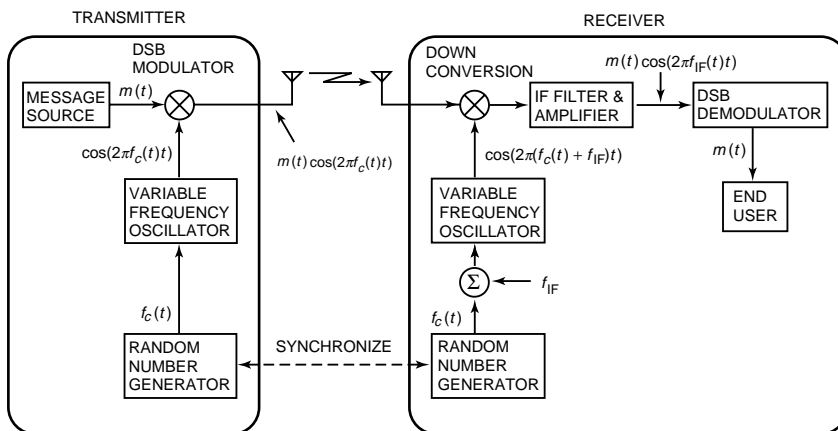 TRANSMITTER
RECEIVER
DSB
MODULATOR
MESSAGE
SOURCE
m(t)
cos(2πf_c(t)t)
m(t)cos(2πf_c(t)t)
VARIABLE
FREQUENCY
OSCILLATOR
f_c(t)
RANDOM
NUMBER
GENERATOR
SYNCHRONIZE
DOWN
CONVERSION
IF FILTER &
AMPLIFIER
m(t)cos(2πf_IF(t)t)
DSB
DEMODULATOR
m(t)
END
USER
cos(2π(f_c(t) + f_IF)t)
VARIABLE
FREQUENCY
OSCILLATOR
Σ
f_IF
f_c(t)
RANDOM
NUMBER
GENERATOR